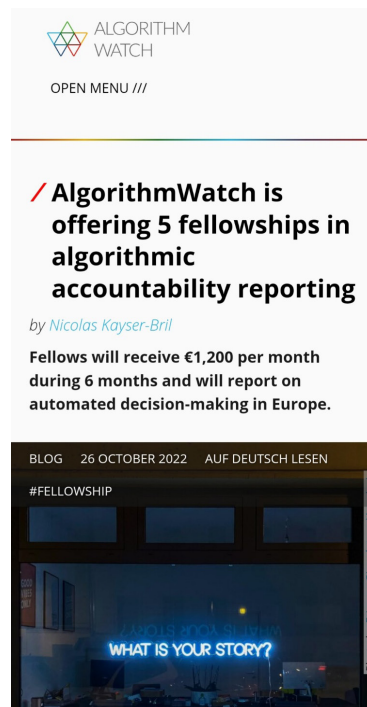 ALGORITHM
WATCH
OPEN MENU ///
/ AlgorithmWatch is
offering 5 fellowships in
algorithmic
accountability reporting
by Nicolas Kayser-Bril
Fellows will receive €1,200 per month
during 6 months and will report on
automated decision-making in Europe.
BLOG 26 OCTOBER 2022 AUF DEUTSCH LESEN
#FELLOWSHIP
WHAT IS YOUR STORY?